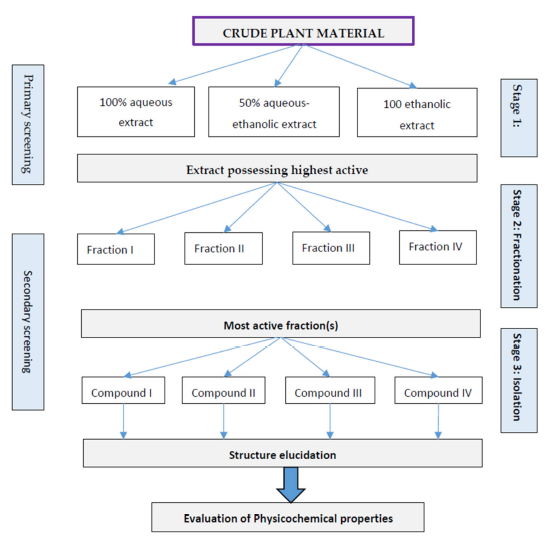 CRUDE PLANT MATERIAL
Primary screening
100% aqueous
extract
50% aqueous-
ethanolic extract
100 ethanolic
extract
Stage 1:
Extract possessing highest active
Stage 2: Fractionation
Fraction I
Fraction II
Fraction III
Fraction IV
Secondary screening
Most active fraction(s)
Stage 3: Isolation
Compound I
Compound II
Compound III
Compound IV
Structure elucidation
Evaluation of Physicochemical properties